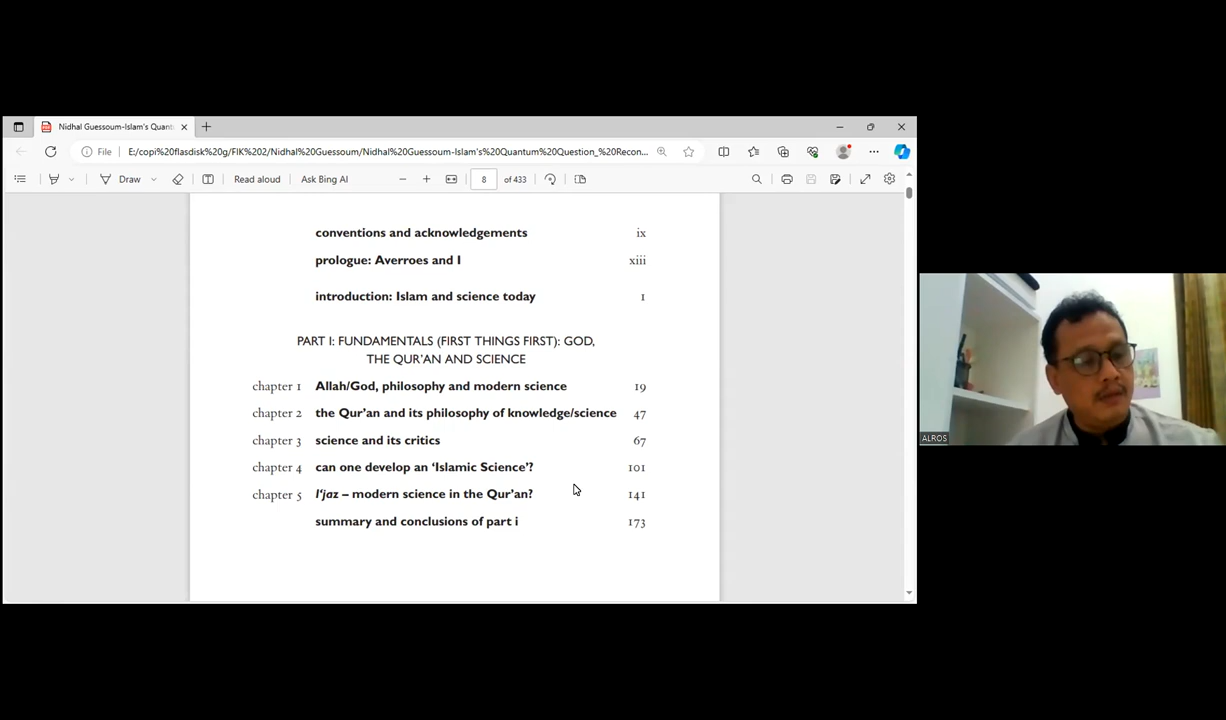 Nidhal Guessoum-Islam's Quant
File
E:/copi%20flasdisk%20g/FIK%202/Nidhal%20Guessoum/Nidhal%20Guessoum-Islam's%20Quantum%20Question_%20Recon...
Draw
Read aloud
Ask Bing AI
8 of 433
conventions and acknowledgements ix
prologue: Averroes and I xiii
introduction: Islam and science today 1
PART I: FUNDAMENTALS (FIRST THINGS FIRST): GOD,
THE QUR'AN AND SCIENCE
chapter 1 Allah/God, philosophy and modern science 19
chapter 2 the Qur'an and its philosophy of knowledge/science 47
chapter 3 science and its critics 67
chapter 4 can one develop an 'Islamic Science'? 101
chapter 5 I'jaz – modern science in the Qur'an? 141
summary and conclusions of part i 173
ALROS